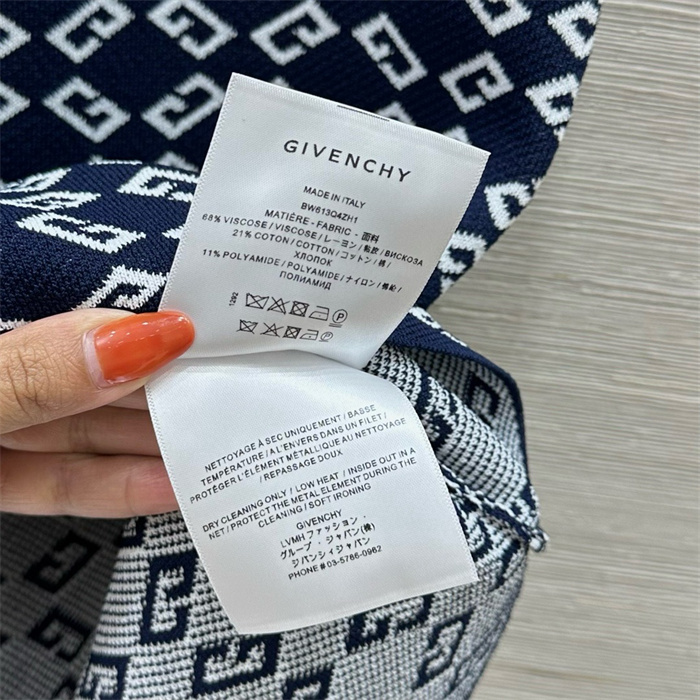 GIVENCHY
MADE IN ITALY
BW613Q4ZH1
MATIÈRE - FABRIC - 面料
68% VISCOSE / VISCOSE / レーヨン / 黏胶 / ВИСКОЗА
21% COTTON / COTTON / コットン / 棉 /
ХЛОПОК
11% POLYAMIDE / POLYAMIDE / ナイロン /
ПОЛИАМИД
1292
P
NETTOYAGE À SEC UNIQUEMENT / BASSE
TEMPÉRATURE / À L'ENVERS DANS UN FILET /
PROTÉGER L'ÉLÉMENT MÉTALLIQUE AU NETTOYAGE
/ REPASSAGE DOUX
DRY CLEANING ONLY / LOW HEAT / INSIDE OUT IN A
NET / PROTECT THE METAL ELEMENT DURING THE
CLEANING / SOFT IRONING
GIVENCHY
LVMH ファッション・
グループ・ジャパン(株)
ジバンシィジャパン
PHONE # 03-5786-0962